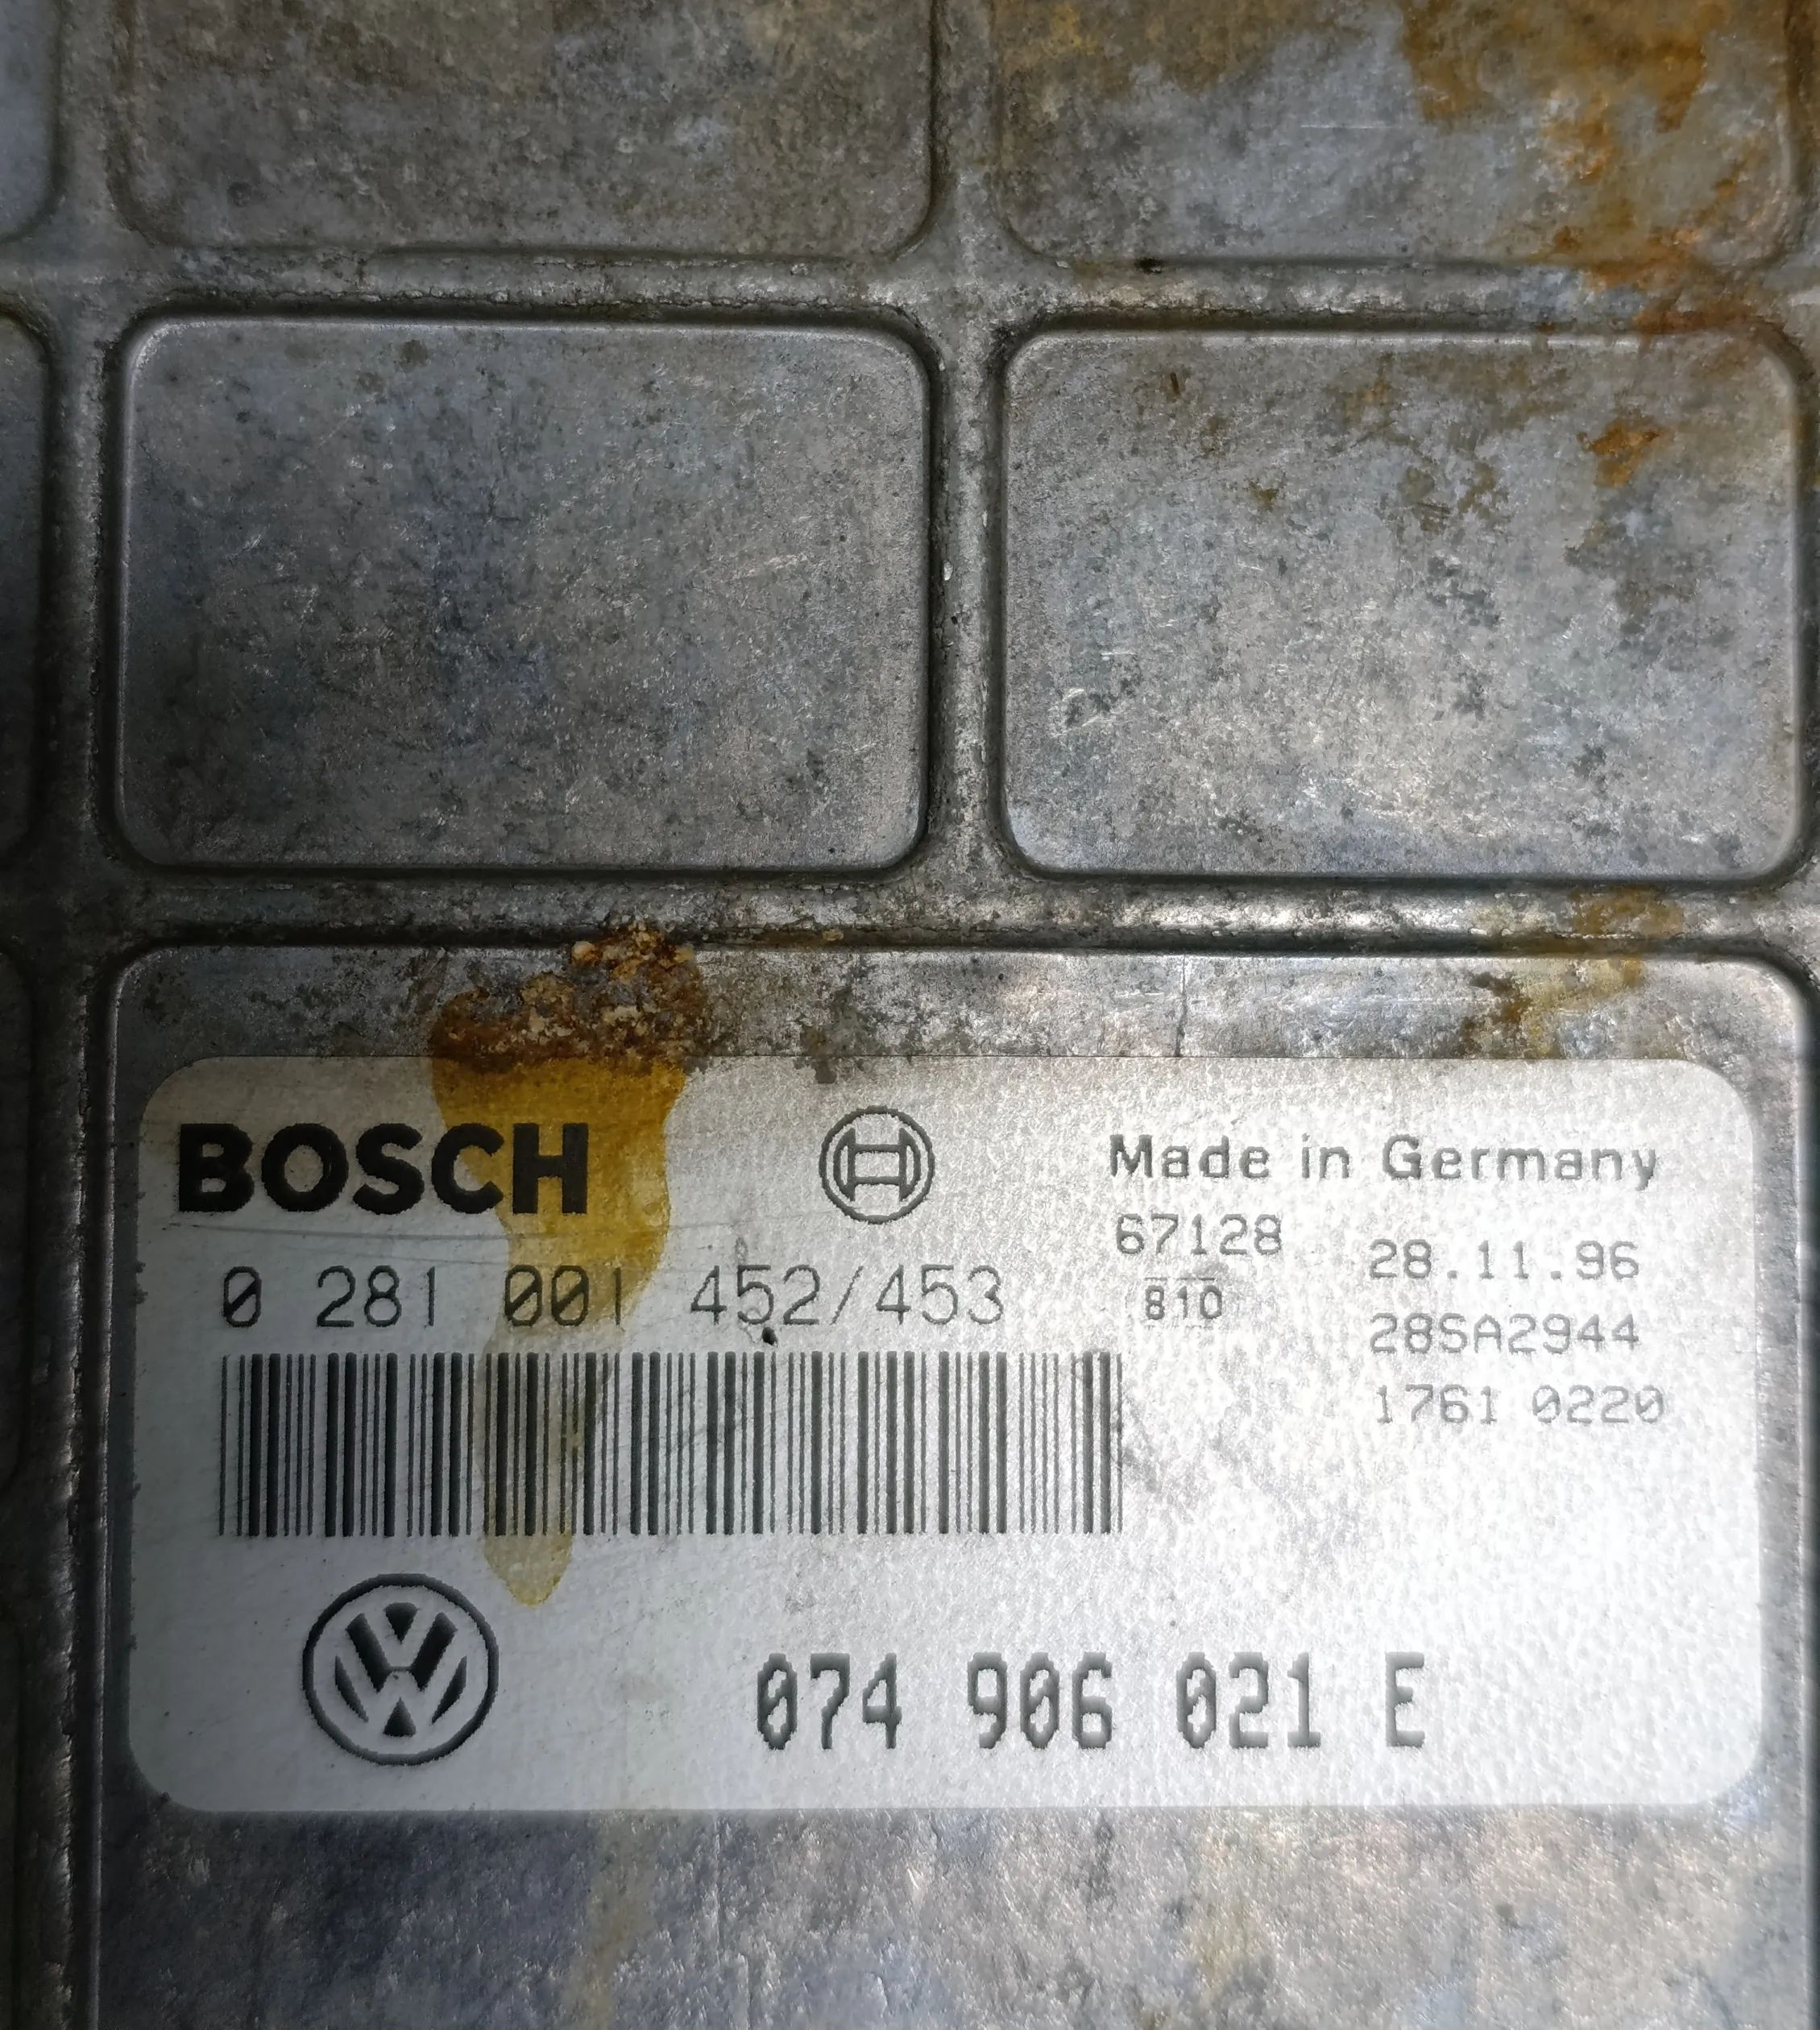 BOSCH
Made in Germany
67128
28.11.96
0 281 001 452/453
810
28SA2944
1761 0220
074 906 021 E